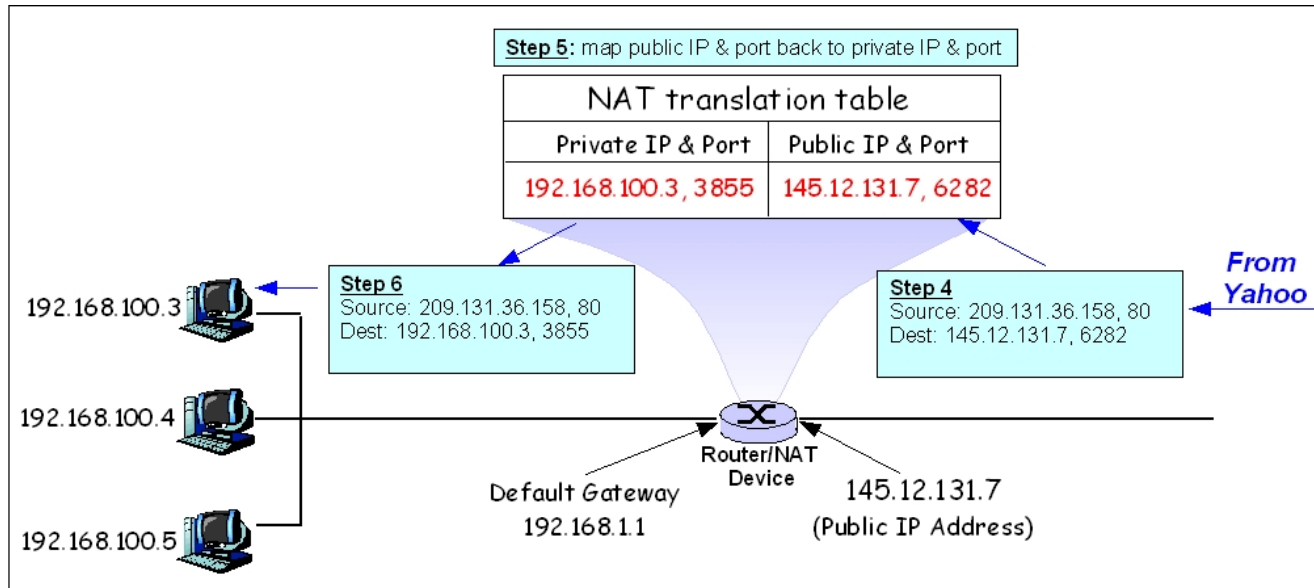 Step 5: map public IP & port back to private IP & port
NAT translation table
Private IP & Port
Public IP & Port
192.168.100.3, 3855
145.12.131.7, 6282
Step 6
Source: 209.131.36.158, 80
Dest: 192.168.100.3, 3855
Step 4
Source: 209.131.36.158, 80
Dest: 145.12.131.7, 6282
From
Yahoo
192.168.100.3
192.168.100.4
192.168.100.5
Router/NAT
Device
Default Gateway
192.168.1.1
145.12.131.7
(Public IP Address)